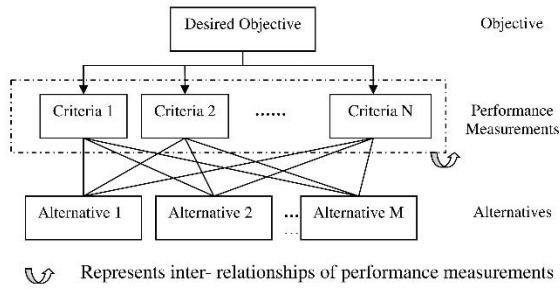 Desired Objective
Objective
Criteria 1
Criteria 2
......
Criteria N
Performance
Measurements
Alternative 1
Alternative 2
...
...
Alternative M
Alternatives
Represents inter- relationships of performance measurements